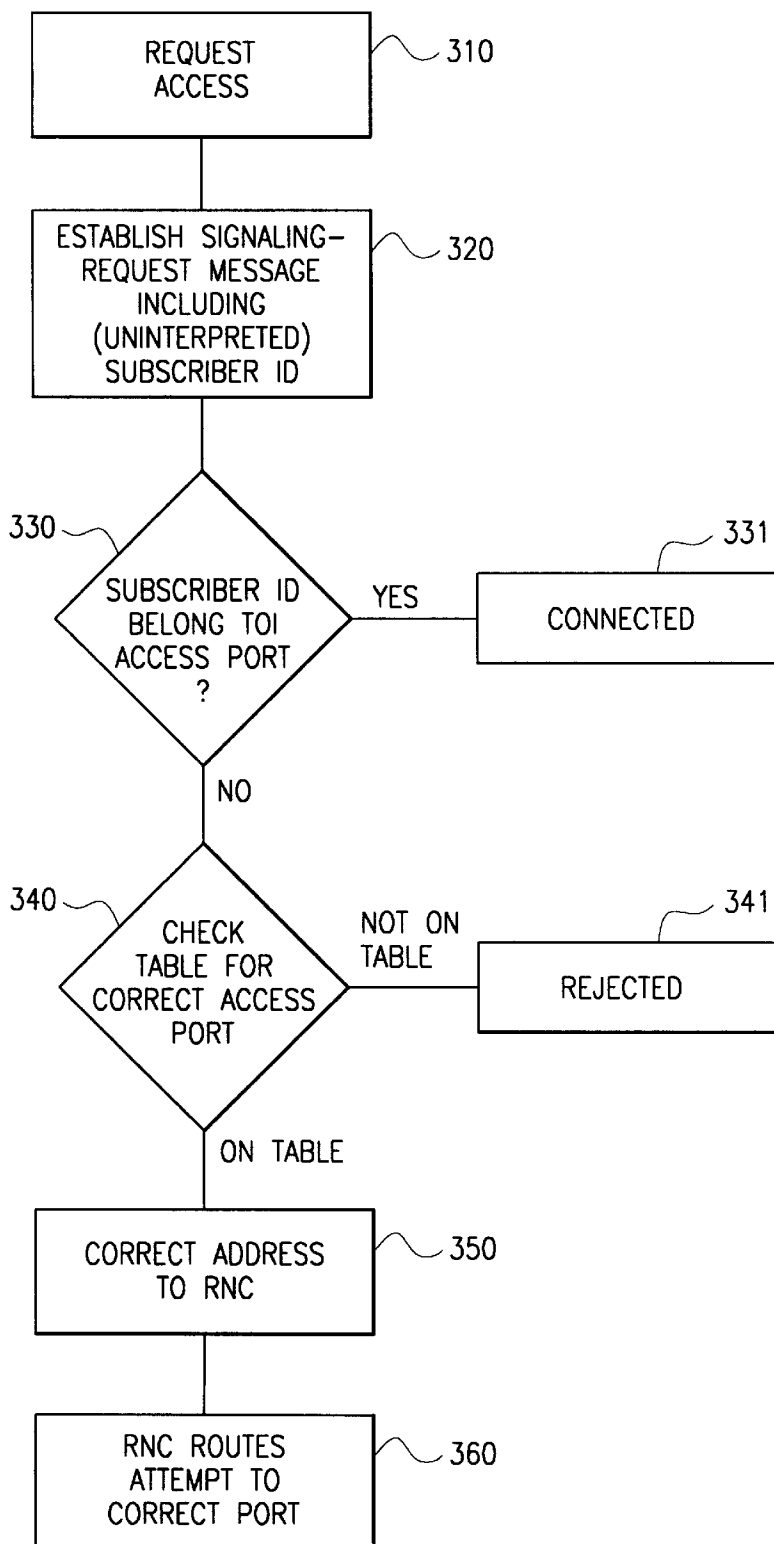 REQUEST
ACCESS
310
ESTABLISH SIGNALING-
REQUEST MESSAGE
INCLUDING
(UNINTERPRETED)
SUBSCRIBER ID
320
330
SUBSCRIBER ID
BELONG TOI
ACCESS PORT
?
YES
331
CONNECTED
NO
340
CHECK
TABLE FOR
CORRECT ACCESS
PORT
NOT ON
TABLE
341
REJECTED
ON TABLE
CORRECT ADDRESS
TO RNC
350
RNC ROUTES
ATTEMPT TO
CORRECT PORT
360